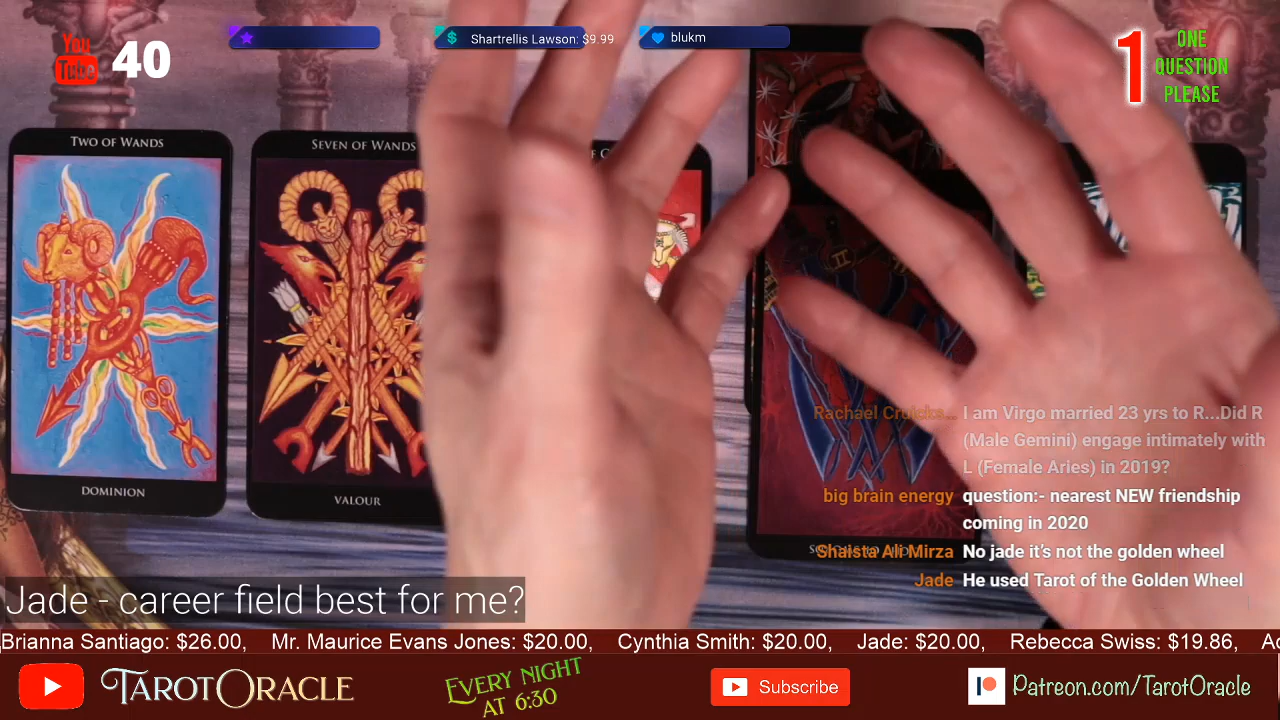 You
Tube
40
Shartrellis Lawson: $9.99
blukm
1
ONE
QUESTION
PLEASE
TWO OF WANDS
SEVEN OF WANDS
DOMINION
VALOUR
I am Virgo married 23 yrs to R...Did R
(Male Gemini) engage intimately with
L (Female Aries) in 2019?
big brain energy question:- nearest NEW friendship
coming in 2020
Shaista Ali Mirza No jade it's not the golden wheel
Jade He used Tarot of the Golden Wheel
Jade - career field best for me?
Brianna Santiago: $26.00, Mr. Maurice Evans Jones: $20.00, Cynthia Smith: $20.00, Jade: $20.00, Rebecca Swiss: $19.86,
TAROTORACLE
EVERY NIGHT
AT 6:30
Subscribe
Patreon.com/TarotOracle